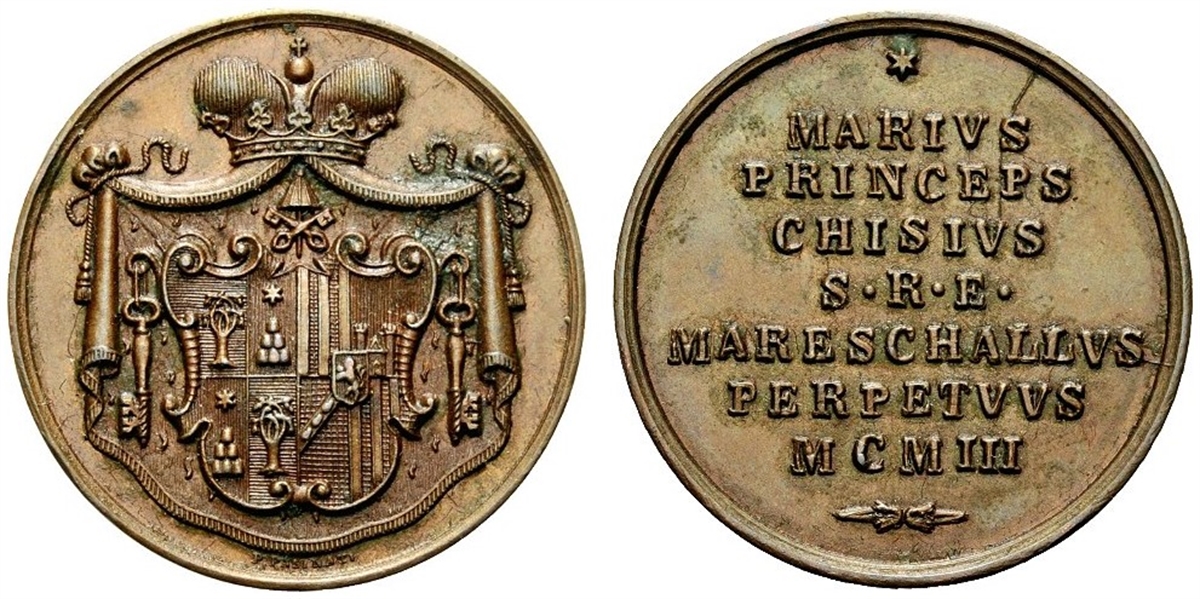 MARIVS
PRINCEPS
CHISIVS
S·R·E·
MARESCHALLVS
PERPETVVS
MCMIII